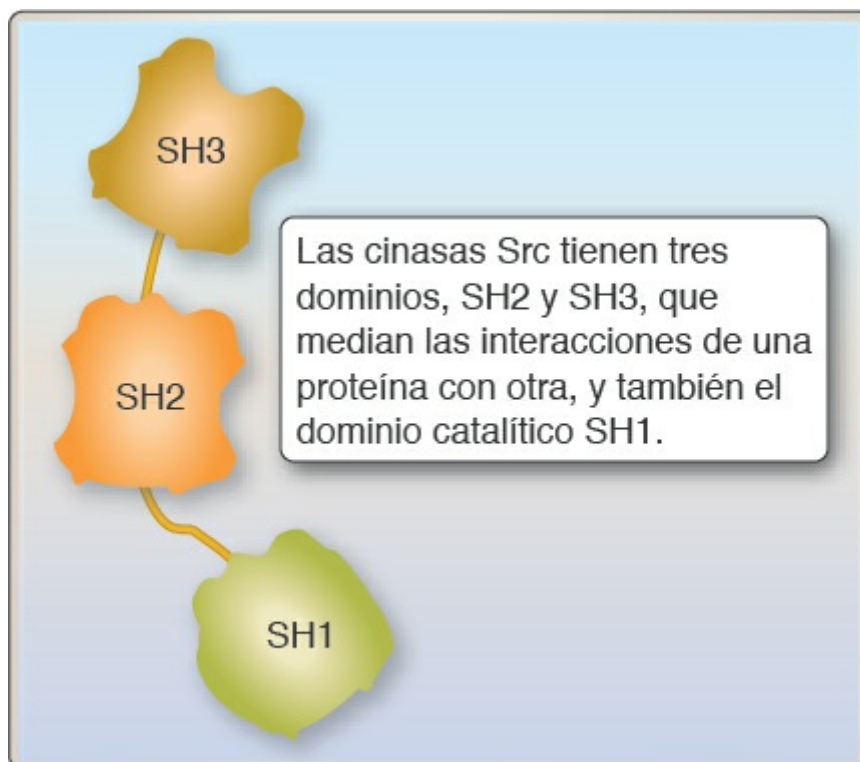 SH3
Las cinasas Src tienen tres
dominios, SH2 y SH3, que
median las interacciones de una
proteína con otra, y también el
dominio catalítico SH1.
SH2
SH1